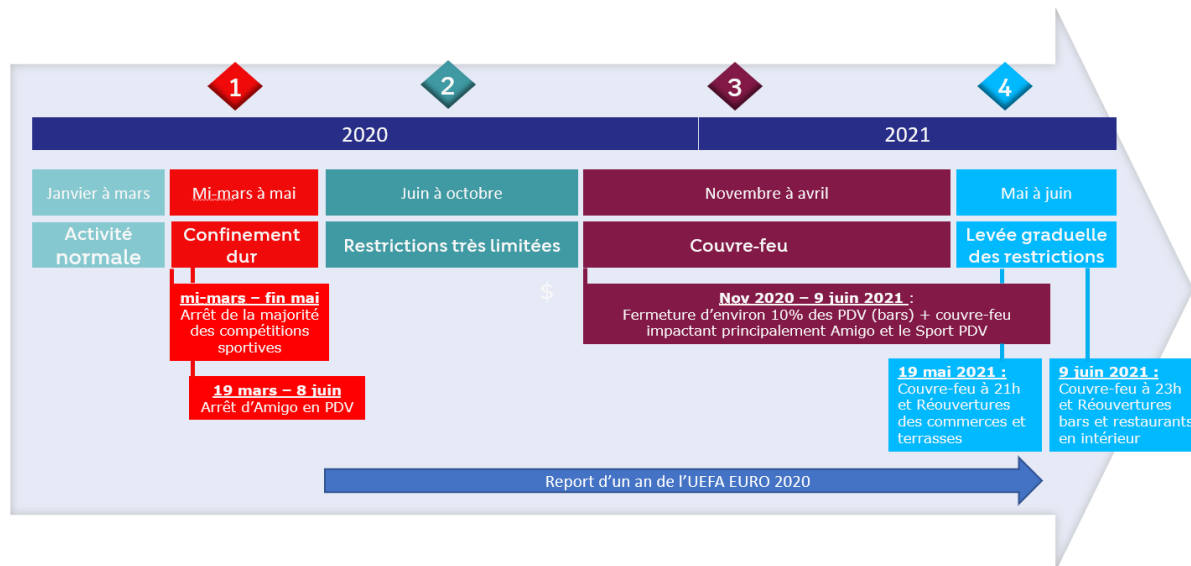 1
2
3
4
2020
2021
Janvier à mars
Mi-mars à mai
Juin à octobre
Novembre à avril
Mai à juin
Activité
normale
Confinement
dur
Restrictions très limitées
Couvre-feu
Levée graduelle
des restrictions
mi-mars – fin mai
Arrêt de la majorité
des compétitions
sportives
19 mars – 8 juin
Arrêt d'Amigo en PDV
$
Nov 2020 – 9 juin 2021 :
Fermeture d'environ 10% des PDV (bars) + couvre-feu
impactant principalement Amigo et le Sport PDV
19 mai 2021 :
Couvre-feu à 21h
et Réouvertures
des commerces et
terrasses
9 juin 2021 :
Couvre-feu à 23h
et Réouvertures
bars et restaurants
en intérieur
Report d'un an de l'UEFA EURO 2020